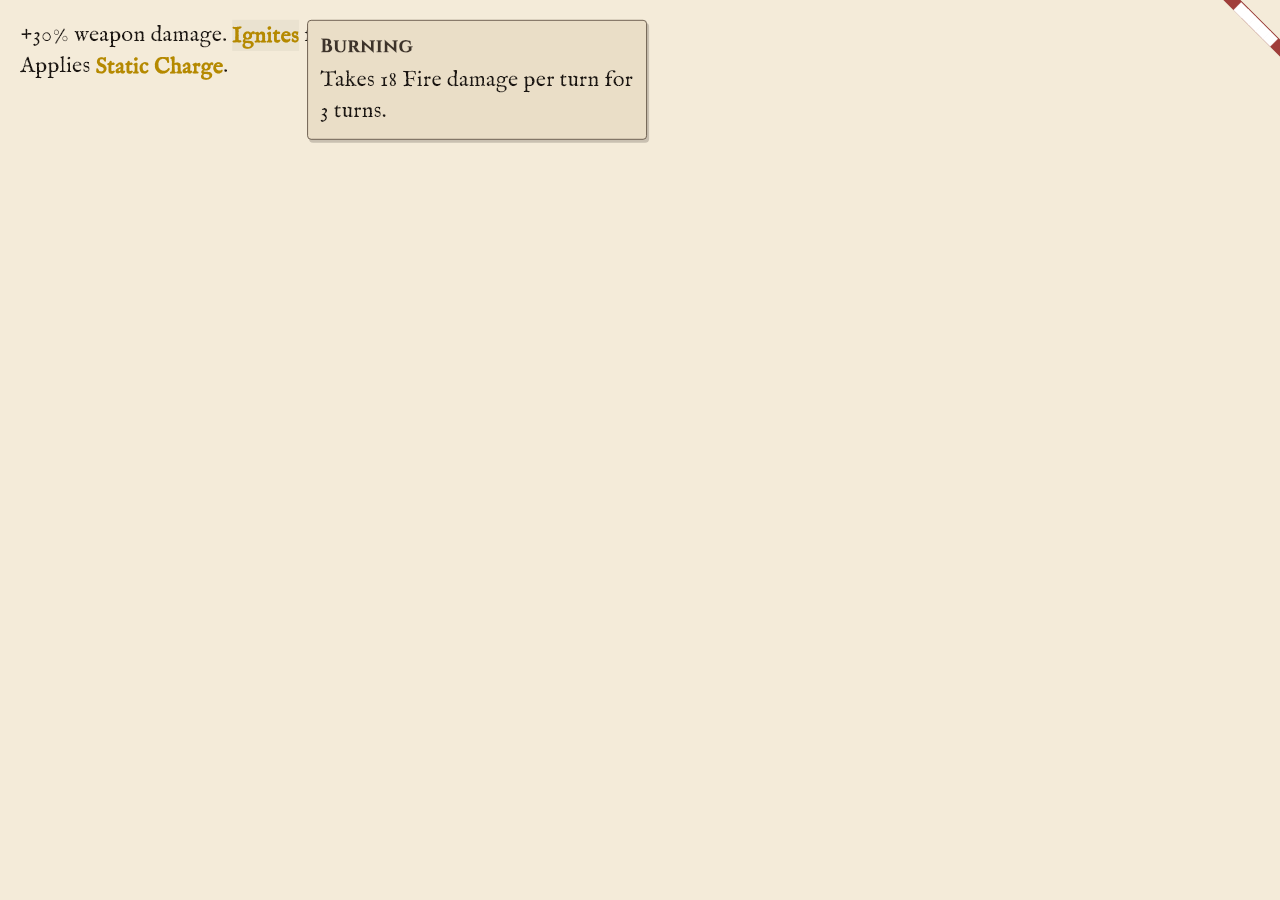 +30% weapon damage. Ignites
Applies Static Charge.
Burning
Takes 18 Fire damage per turn for
3 turns.